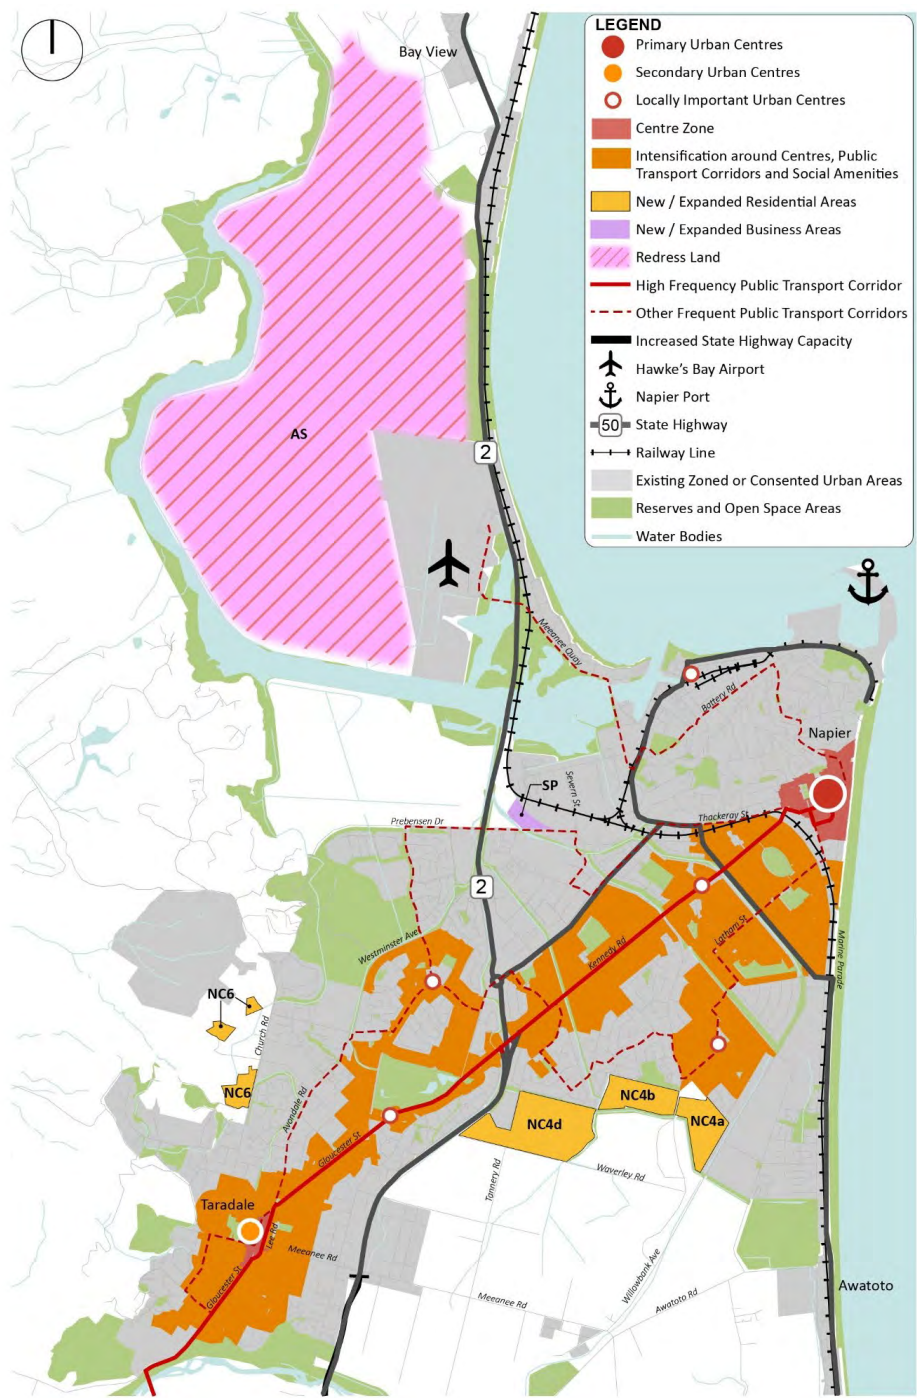 LEGEND
Primary Urban Centres
Secondary Urban Centres
Locally Important Urban Centres
Centre Zone
Intensification around Centres, Public
Transport Corridors and Social Amenities
New / Expanded Residential Areas
New / Expanded Business Areas
Redress Land
High Frequency Public Transport Corridor
Other Frequent Public Transport Corridors
Increased State Highway Capacity
Hawke's Bay Airport
Napier Port
50 State Highway
Railway Line
Existing Zoned or Consented Urban Areas
Reserves and Open Space Areas
Water Bodies
Bay View
AS
2
Meeanee Quay
Battery Rd
Napier
SP
Severn St
Thackeray St
Prebensen Dr
2
Westminster Ave
Kennedy Rd
Latham St
Marine Parade
NC6
Church Rd
NC6
Avondale Rd
NC4b
NC4d
NC4a
Gloucester St
Waverley Rd
Tannery Rd
Taradale
Lee Rd
Meeanee Rd
Gloucester St
Willowbank Ave
Meeanee Rd
Awatoto Rd
Awatoto